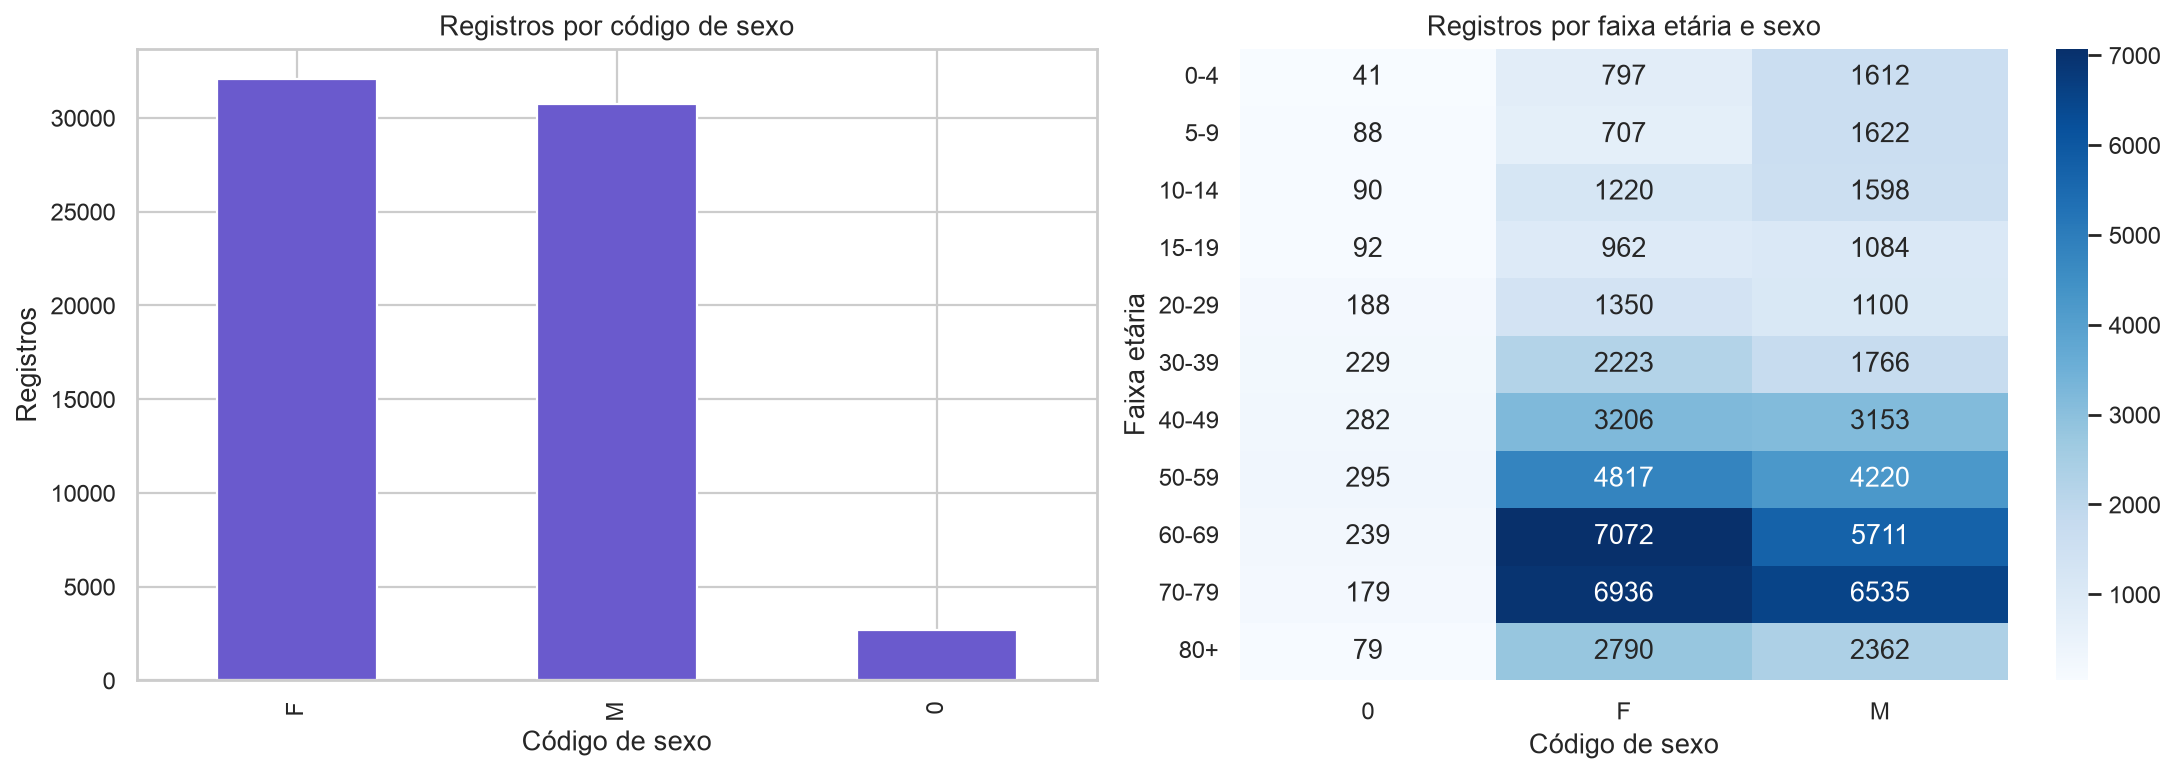 Registros por código de sexo
Registros
30000
25000
20000
15000
10000
5000
0
F
M
0
Código de sexo
Registros por faixa etária e sexo
Faixa etária
0-4 41 797 1612
5-9 88 707 1622
10-14 90 1220 1598
15-19 92 962 1084
20-29 188 1350 1100
30-39 229 2223 1766
40-49 282 3206 3153
50-59 295 4817 4220
60-69 239 7072 5711
70-79 179 6936 6535
80+ 79 2790 2362
0 F M
Código de sexo
7000
6000
5000
4000
3000
2000
1000